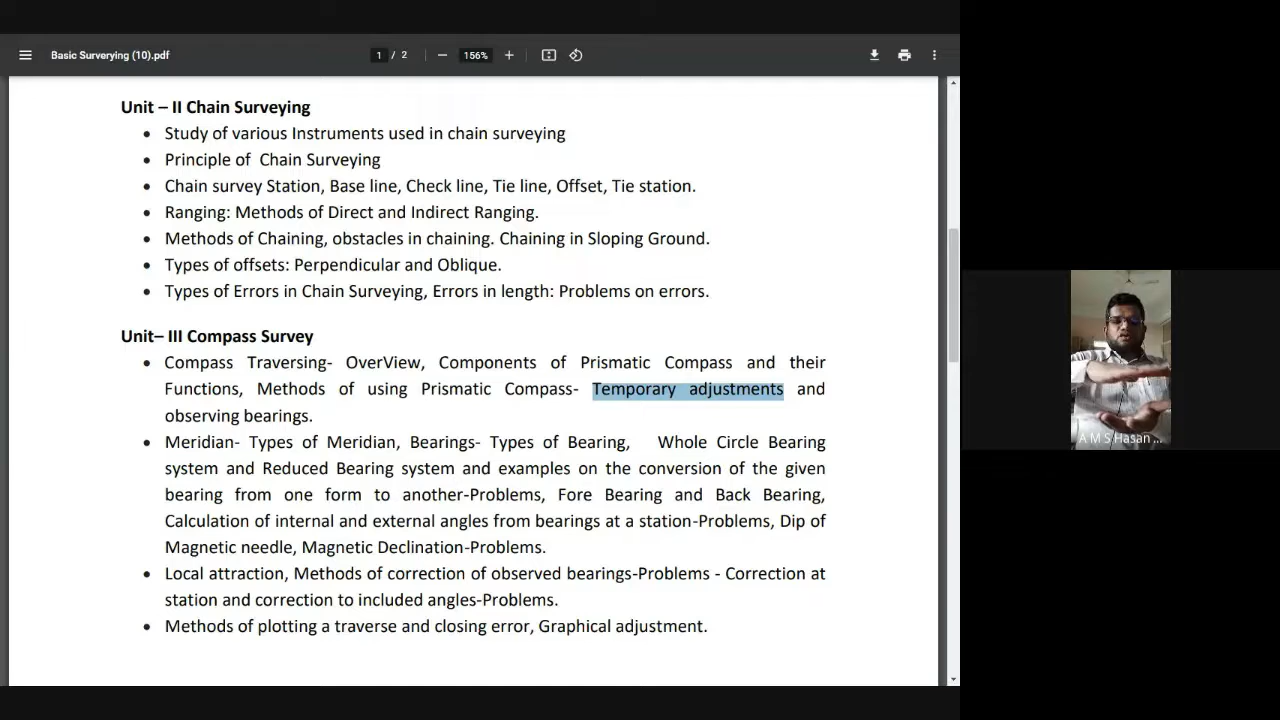 Basic Surverying (10).pdf
1 / 2
156%
Unit – II Chain Surveying
• Study of various Instruments used in chain surveying
• Principle of Chain Surveying
• Chain survey Station, Base line, Check line, Tie line, Offset, Tie station.
• Ranging: Methods of Direct and Indirect Ranging.
• Methods of Chaining, obstacles in chaining. Chaining in Sloping Ground.
• Types of offsets: Perpendicular and Oblique.
• Types of Errors in Chain Surveying, Errors in length: Problems on errors.
Unit– III Compass Survey
• Compass Traversing- OverView, Components of Prismatic Compass and their
Functions, Methods of using Prismatic Compass- Temporary adjustments and
observing bearings.
• Meridian- Types of Meridian, Bearings- Types of Bearing, Whole Circle Bearing
system and Reduced Bearing system and examples on the conversion of the given
bearing from one form to another-Problems, Fore Bearing and Back Bearing,
Calculation of internal and external angles from bearings at a station-Problems, Dip of
Magnetic needle, Magnetic Declination-Problems.
• Local attraction, Methods of correction of observed bearings-Problems - Correction at
station and correction to included angles-Problems.
• Methods of plotting a traverse and closing error, Graphical adjustment.
A M S Hasan ...